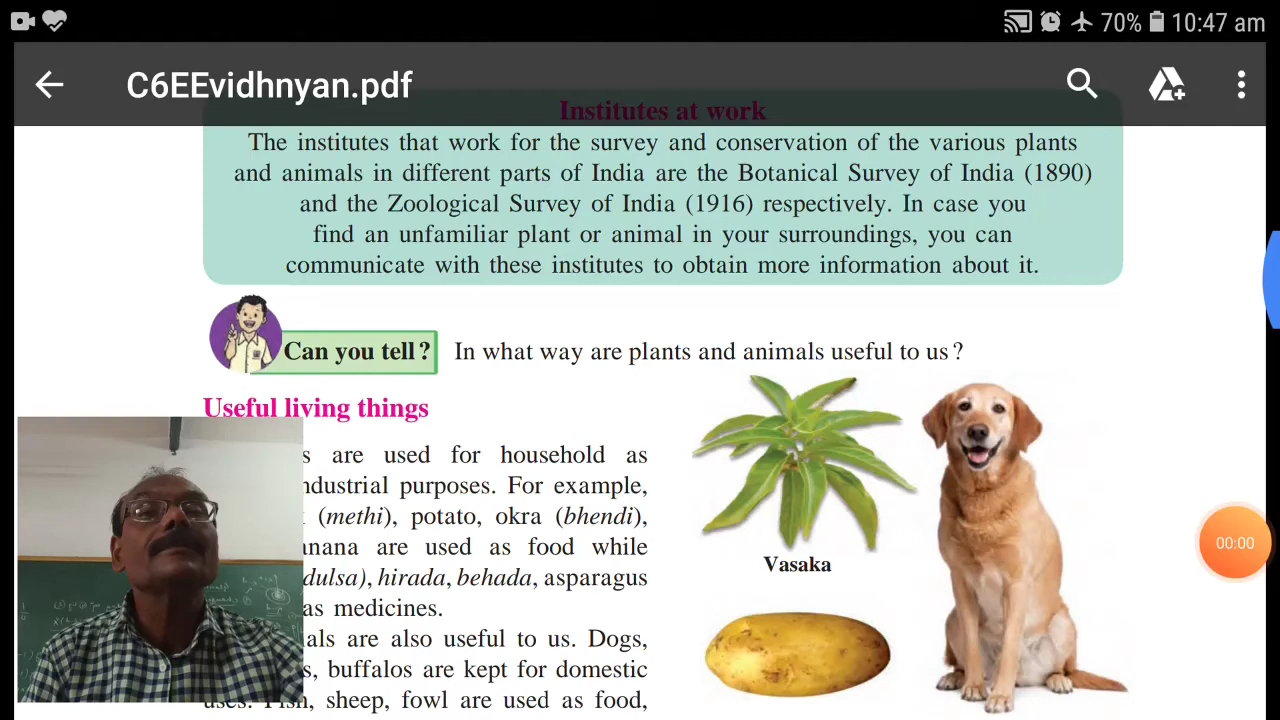 70% 10:47 am
C6EEvidhnyan.pdf
Institutes at work
The institutes that work for the survey and conservation of the various plants
and animals in different parts of India are the Botanical Survey of India (1890)
and the Zoological Survey of India (1916) respectively. In case you
find an unfamiliar plant or animal in your surroundings, you can
communicate with these institutes to obtain more information about it.
Can you tell? In what way are plants and animals useful to us?
Useful living things
are used for household as
purposes. For example,
(methi), potato, okra (bhendi),
are used as food while
hirada, behada, asparagus
as medicines.
are also useful to us. Dogs,
buffalos are kept for domestic
sheep, fowl are used as food,
Vasaka
00:00